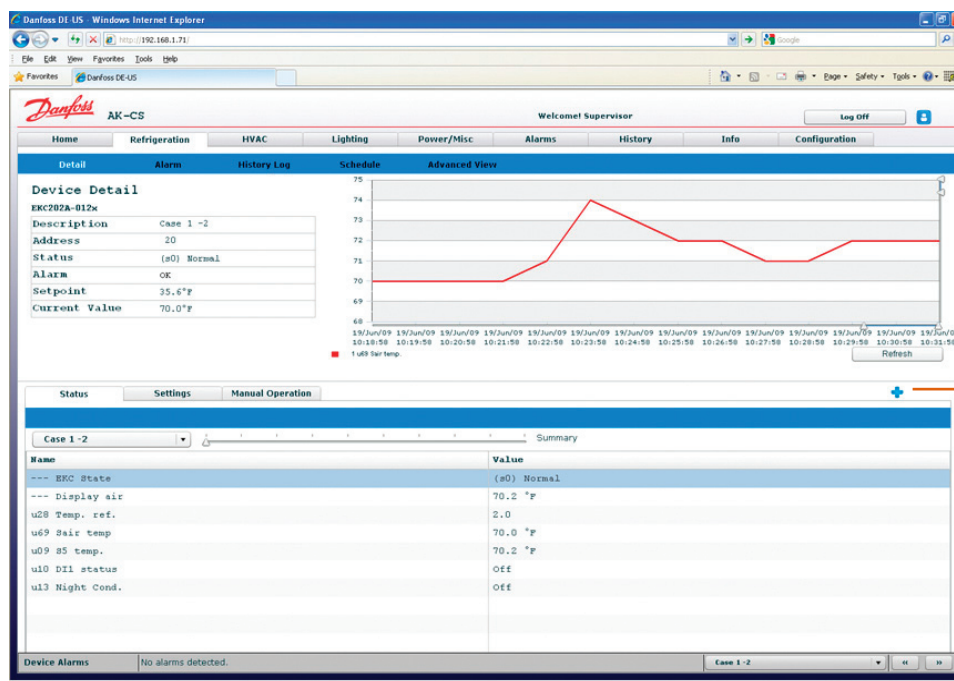 Danfoss DE-US - Windows Internet Explorer
http://192.168.1.71/
Google
File Edit View Favorites Tools Help
Favorites Danfoss DE-US
Page Safety Tools
Danfoss AK-CS Welcome! Supervisor Log Off
Home Refrigeration HVAC Lighting Power/Misc Alarms History Info Configuration
Detail Alarm History Log Schedule Advanced View
Device Detail
EKC202A-012x
Description Case 1 -2
Address 20
Status (s0) Normal
Alarm OK
Setpoint 35.6°F
Current Value 70.0°F
75
74
73
72
71
70
69
68
19/Jun/09 19/Jun/09 19/Jun/09 19/Jun/09 19/Jun/09 19/Jun/09 19/Jun/09 19/Jun/09 19/Jun/09 19/Jun/09 19/Jun/09 19/Jun/09 19/Jun/09 19/Jun/0
10:18:58 10:19:58 10:20:58 10:21:58 10:22:58 10:23:58 10:24:58 10:25:58 10:26:58 10:27:58 10:28:58 10:29:58 10:30:58 10:31:58
1 u69 Sair temp.
Refresh
Status Settings Manual Operation
Case 1 -2 Summary
Name Value
--- EKC State (s0) Normal
--- Display air 70.2 °F
u28 Temp. ref. 2.0
u69 Sair temp 70.0 °F
u09 S5 temp. 70.2 °F
u10 DI1 status Off
u13 Night Cond. Off
Device Alarms No alarms detected. Case 1 -2